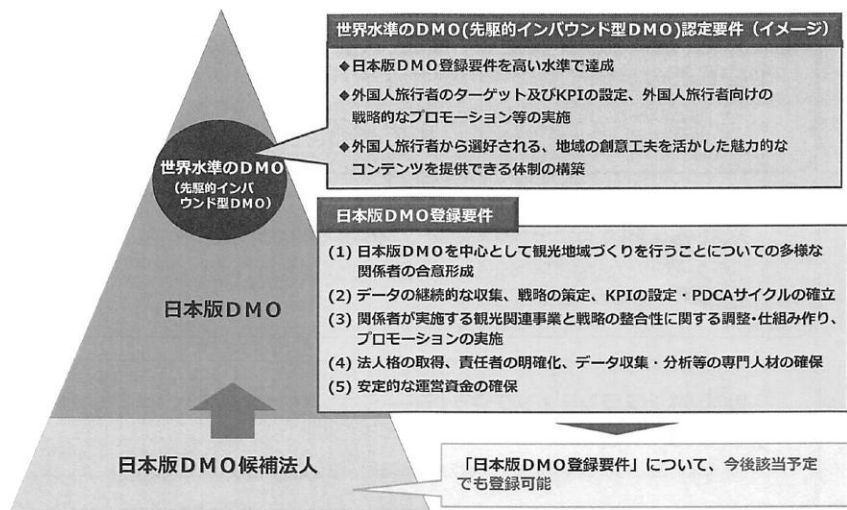 世界水準のDMO(先駆的インバウンド型DMO)認定要件（イメージ）
◆日本版DMO登録要件を高い水準で達成
◆外国人旅行者のターゲット及びKPIの設定、外国人旅行者向けの
戦略的なプロモーション等の実施
◆外国人旅行者から選好される、地域の創意工夫を活かした魅力的な
コンテンツを提供できる体制の構築
世界水準のDMO
(先駆的インバ
ウンド型DMO)
日本版DMO登録要件
(1) 日本版DMOを中心として観光地域づくりを行うことについての多様な
関係者の合意形成
(2) データの継続的な収集、戦略の策定、KPIの設定・PDCAサイクルの確立
(3) 関係者が実施する観光関連事業と戦略の整合性に関する調整・仕組み作り、
プロモーションの実施
(4) 法人格の取得、責任者の明確化、データ収集・分析等の専門人材の確保
(5) 安定的な運営資金の確保
日本版DMO
日本版DMO候補法人
「日本版DMO登録要件」について、今後該当予定
でも登録可能